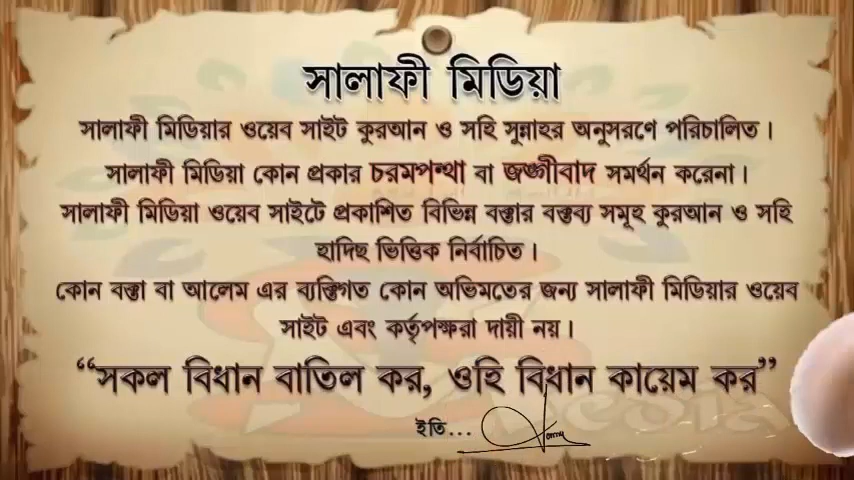 সালাফী মিডিয়া
সালাফী মিডিয়ার ওয়েব সাইট কুরআন ও সহি সুন্নাহর অনুসরণে পরিচালিত।
সালাফী মিডিয়া কোন প্রকার চরমপন্থা বা জঙ্গীবাদ সমর্থন করেনা।
সালাফী মিডিয়া ওয়েব সাইটে প্রকাশিত বিভিন্ন বক্তার বক্তব্য সমূহ কুরআন ও সহি
হাদিছ ভিত্তিক নির্বাচিত।
কোন বক্তা বা আলেম এর ব্যক্তিগত কোন অভিমতের জন্য সালাফী মিডিয়ার ওয়েব
সাইট এবং কর্তৃপক্ষরা দায়ী নয়।
“সকল বিধান বাতিল কর, ওহি বিধান কায়েম কর”
ইতি...